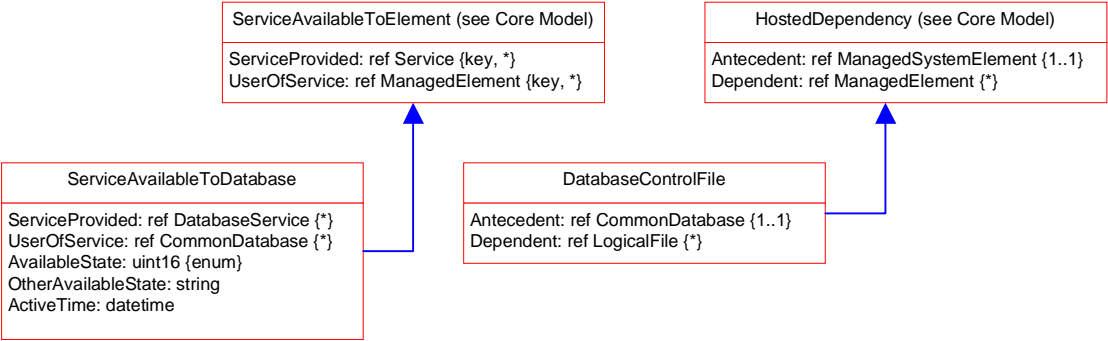 ServiceAvailableToElement (see Core Model)
ServiceProvided: ref Service {key, *}
UserOfService: ref ManagedElement {key, *}
HostedDependency (see Core Model)
Antecedent: ref ManagedSystemElement {1..1}
Dependent: ref ManagedElement {*}
ServiceAvailableToDatabase
ServiceProvided: ref DatabaseService {*}
UserOfService: ref CommonDatabase {*}
AvailableState: uint16 {enum}
OtherAvailableState: string
ActiveTime: datetime
DatabaseControlFile
Antecedent: ref CommonDatabase {1..1}
Dependent: ref LogicalFile {*}